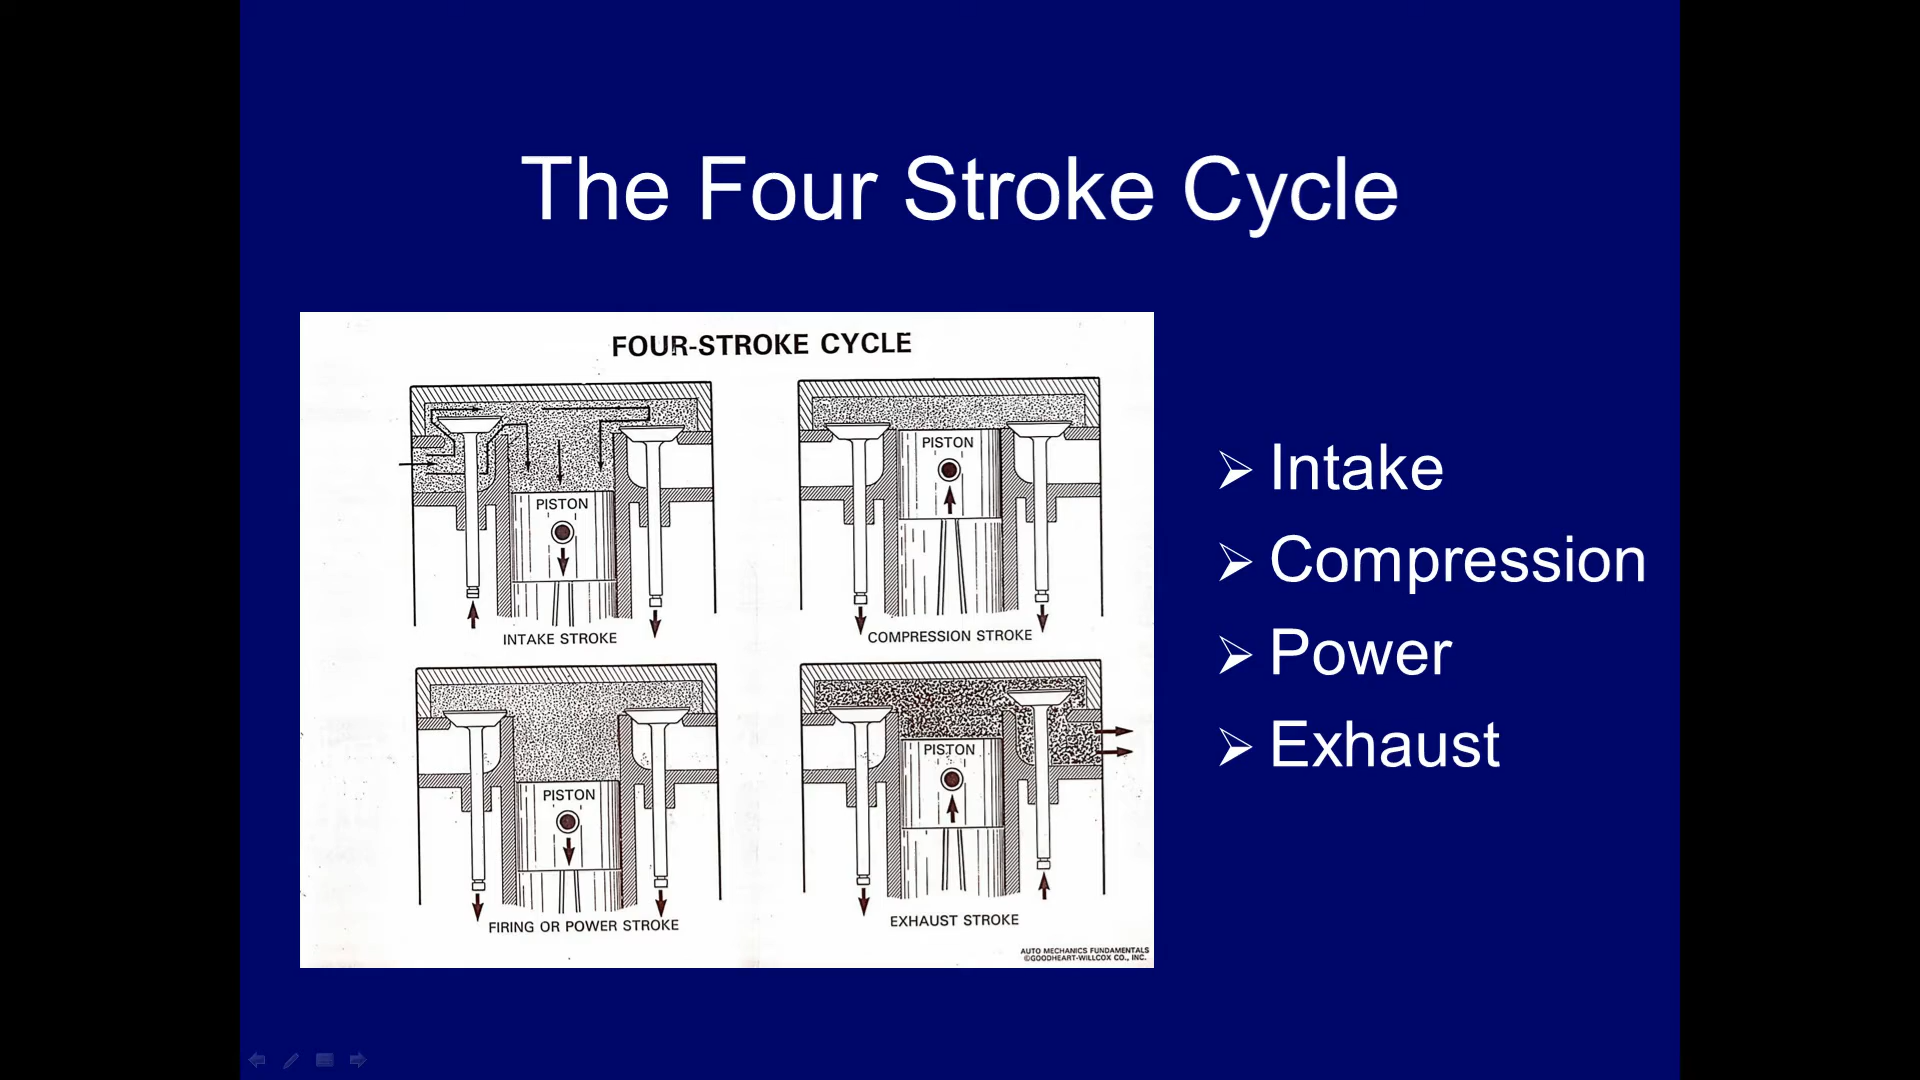 The Four Stroke Cycle
FOUR-STROKE CYCLE
PISTON
INTAKE STROKE
PISTON
COMPRESSION STROKE
PISTON
FIRING OR POWER STROKE
PISTON
EXHAUST STROKE
AUTO MECHANICS FUNDAMENTALS
©GOODHEART-WILLCOX CO., INC.
Intake
Compression
Power
Exhaust